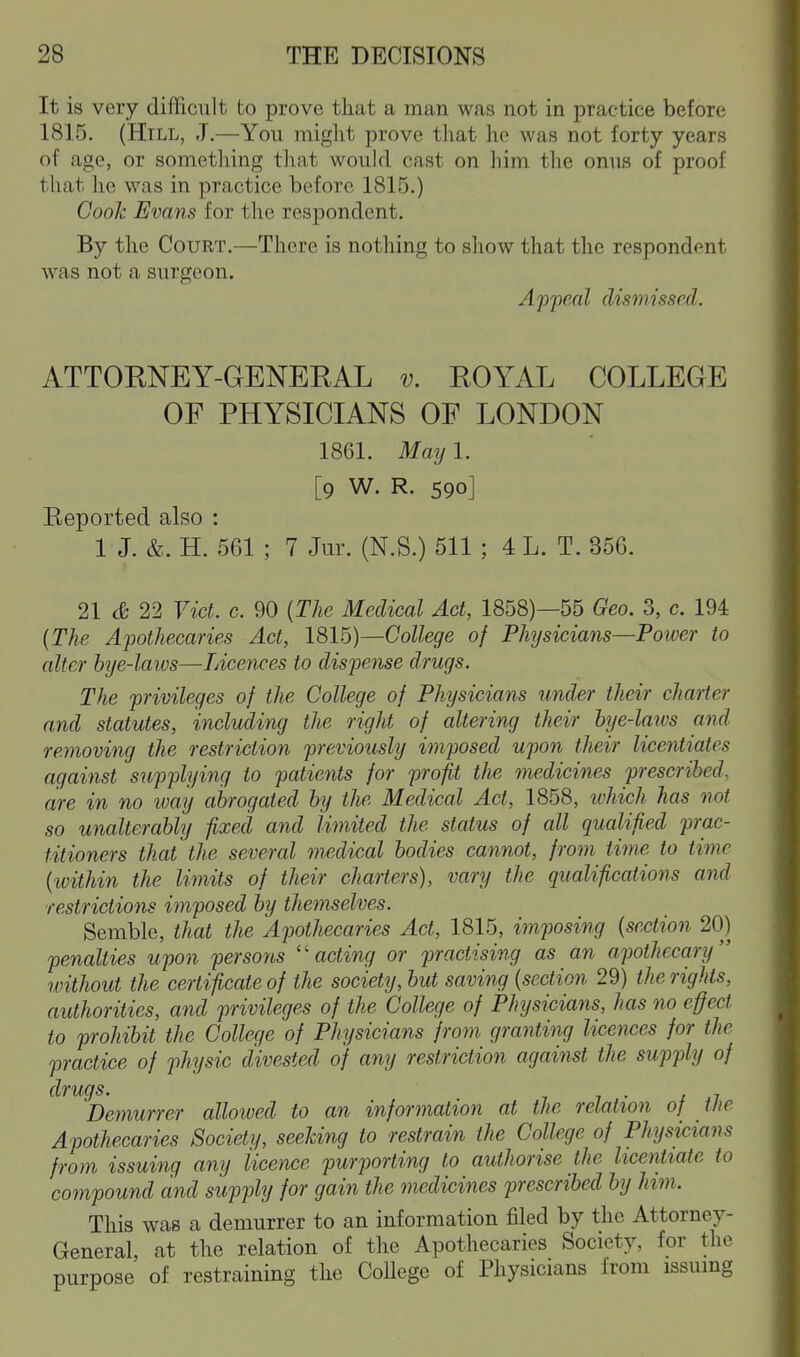 28 THE DECISIONS
It is very difficult to prove that a man was not in practice before
1815. (Hill, J.—You might prove that he was not forty years
of age, or something that would cast on him the onus of proof
that he was in practice before 1815.)
Cook Evans for the respondent.
By the Court.—There is nothing to show that the respondent
was not a surgeon.
Appeal dismissed.
ATTORNEY-GENERAL v. ROYAL COLLEGE
OF PHYSICIANS OF LONDON
1861. May 1.
[9 W. R. 590]
Reported also :
1 J. &. H. 561 ; 7 Jur. (N.S.) 511 ; 4 L. T. 356.
21 & 22 Vict. c. 90 (The Medical Act, 1858)—55 Geo. 3, c. 194
(The Apothecaries Act, 1815)—College of Physicians—Power to
alter bye-laws—Licences to dispense drugs.
The privileges of the College of Physicians under their charter
and statutes, including the right of altering their bye-laws and
removing the restriction previously imposed upon their licentiates
against supplying to patients for profit the medicines prescribed,
are in no way abrogated by the Medical Act, 1858, which has not
so unalterably fixed and limited the status of all qualified prac-
titioners that the several medical bodies cannot, from time to time
(within the limits of their charters), vary the qualifications and
restrictions imposed by themselves.
Semble, that the Apothecaries Act, 1815, imposing (section 20)
penalties upon persons “acting or practising as an apothecary”
without the certificate of the society, but saving (section 29) the rights,
authorities, and privileges of the College of Physicians, has no effect
to prohibit the College of Physicians from granting licences for the
practice of physic divested of any restriction against the supply of
drugs.
Demurrer allowed to an information at the relation of the
Apothecaries Society, seeking to restrain the College of Physicians
from issuing any licence purporting to authorise the licentiate to
compound and supply for gain the medicines prescribed by him.
This was a demurrer to an information filed by the Attorney-
General, at the relation of the Apothecaries Society, for the
purpose of restraining the College of Physicians from issuing